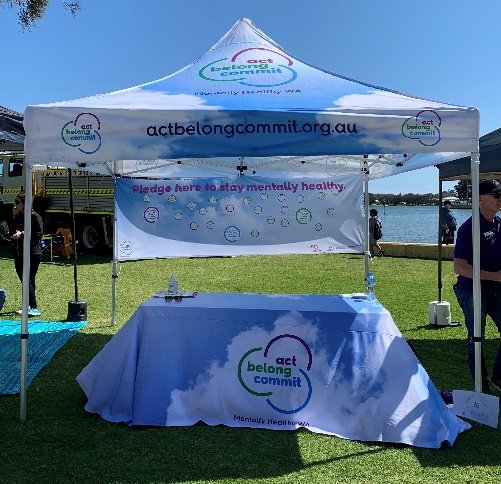 act
belong
commit
Mentally Healthy WA
act
belong
commit
actbelongcommit.org.au
act
belong
commit
Pledge here to stay mentally healthy.
act
belong
commit
Mentally Healthy WA